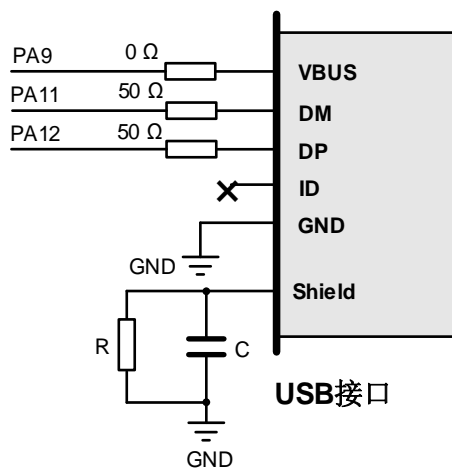 PA9 0 Ω VBUS
PA11 50 Ω DM
PA12 50 Ω DP
ID
GND
GND
Shield
R C
USB接口
GND